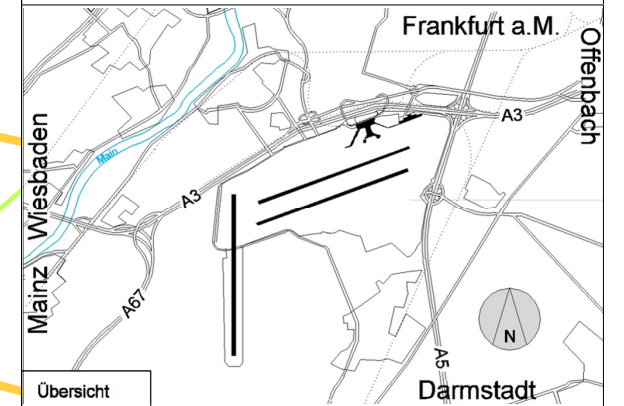 Frankfurt a.M.
Offenbach
A3
Wiesbaden
Main
A3
Mainz
A67
N
A5
Übersicht
Darmstadt